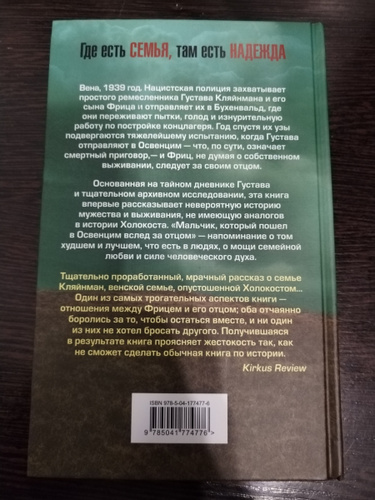 Где есть СЕМЬЯ, там есть НАДЕЖДА
Вена, 1939 год. Нацистская полиция захватывает
простого ремесленника Густава Кляйнмана и его
сына Фрица и отправляет их в Бухенвальд, где
они переживают пытки, голод и изнурительную
работу по постройке концлагеря. Год спустя их узы
подвергаются тяжелейшему испытанию, когда Густава
отправляют в Освенцим — что, по сути, означает
смертный приговор, — и Фриц, не думая о собственном
выживании, следует за своим отцом.
Основанная на тайном дневнике Густава
и тщательном архивном исследовании, эта книга
впервые рассказывает невероятную историю
мужества и выживания, не имеющую аналогов
в истории Холокоста. «Мальчик, который пошел
в Освенцим вслед за отцом» — напоминание о том
худшем и лучшем, что есть в людях, о мощи семейной
любви и силе человеческого духа.
Тщательно проработанный, мрачный рассказ о семье
Кляйнман, венской семье, опустошенной Холокостом...
Один из самых трогательных аспектов книги —
отношения между Фрицем и его отцом; оба отчаянно
боролись за то, чтобы остаться вместе, и ни один
из них не хотел бросать другого. Получившаяся
в результате книга проясняет жестокость так, как
не сможет сделать обычная книга по истории.
Kirkus Review
ISBN 978-5-04-177477-6
9 785041 774776 >